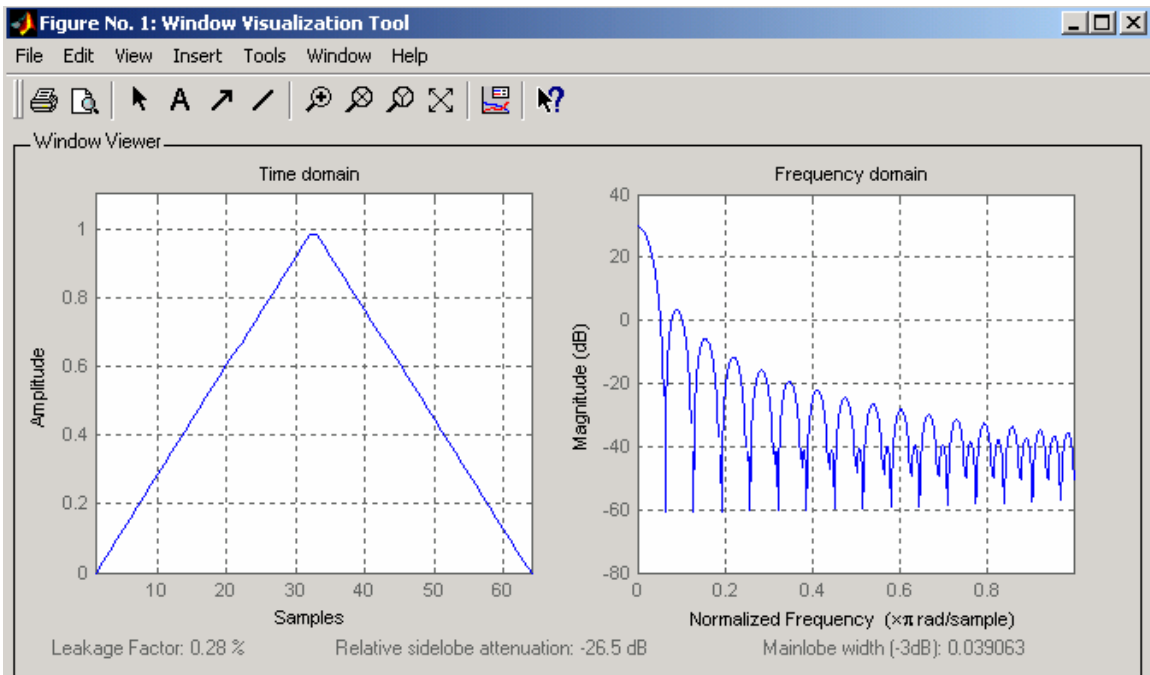 Figure No. 1: Window Visualization Tool
File Edit View Insert Tools Window Help
A
?
Window Viewer
Time domain
Amplitude
1
0.8
0.6
0.4
0.2
0
10 20 30 40 50 60
Samples
Frequency domain
Magnitude (dB)
40
20
0
-20
-40
-60
-80
0 0.2 0.4 0.6 0.8
Normalized Frequency (×π rad/sample)
Leakage Factor: 0.28 % Relative sidelobe attenuation: -26.5 dB Mainlobe width (-3dB): 0.039063